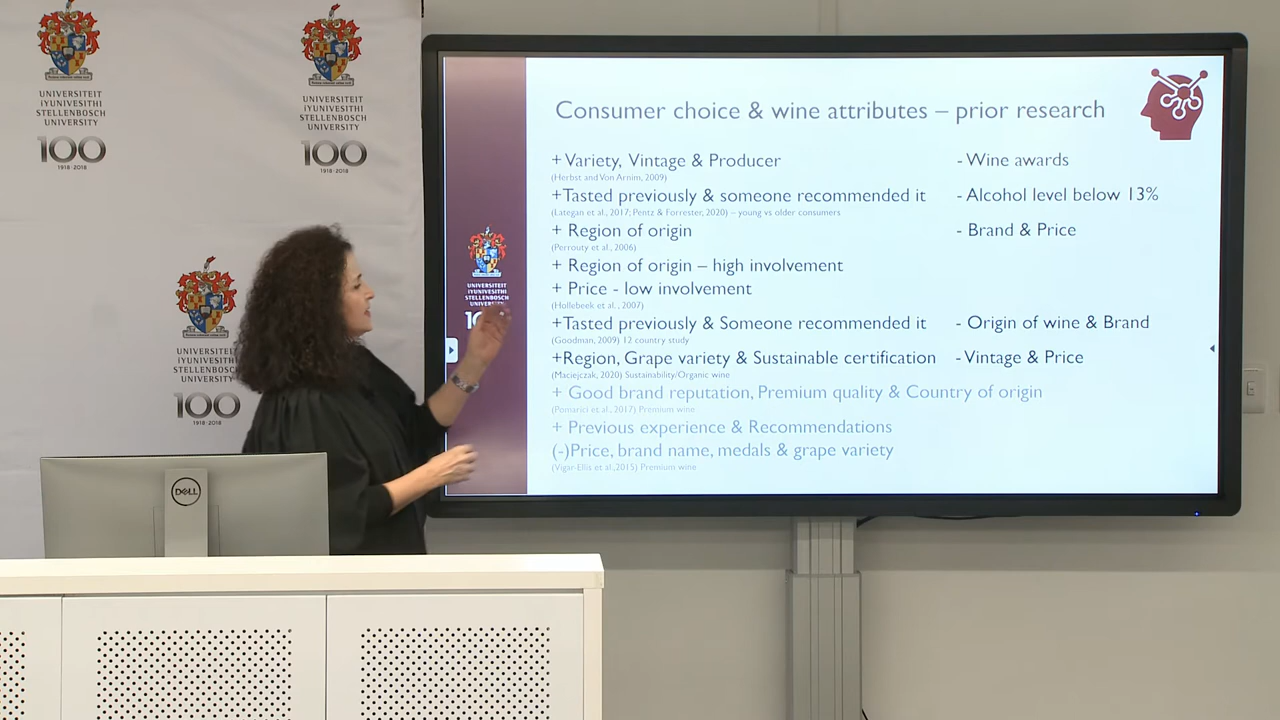 UNIVERSITEIT
iYUNIVESITHI
STELLENBOSCH
UNIVERSITY
100
1918·2018
UNIVERSITEIT
iYUNIVESITHI
STELLENBOSCH
UNIVERSITY
100
1918·2018
UNIVERSITEIT
iYUNIVESITHI
STELLENBOSCH
UNIVERSITY
100
1918·2018
DELL
UNIVERSITEIT
iYUNIVESITHI
STELLENBOSCH
UNIVERSITY
Consumer choice & wine attributes – prior research
+ Variety, Vintage & Producer - Wine awards
(Herbst and Von Arnim, 2009)
+Tasted previously & someone recommended it - Alcohol level below 13%
(Lategan et al., 2017; Pentz & Forrester, 2020) – young vs older consumers
+ Region of origin - Brand & Price
(Perrouty et al., 2006)
+ Region of origin – high involvement
+ Price - low involvement
(Hollebeek et al., 2007)
+Tasted previously & Someone recommended it - Origin of wine & Brand
(Goodman, 2009) 12 country study
+Region, Grape variety & Sustainable certification - Vintage & Price
(Maciejczak, 2020) Sustainability/Organic wine
+ Good brand reputation, Premium quality & Country of origin
(Pomarici et al., 2017) Premium wine
+ Previous experience & Recommendations
(-)Price, brand name, medals & grape variety
(Vigar-Ellis et al.,2015) Premium wine